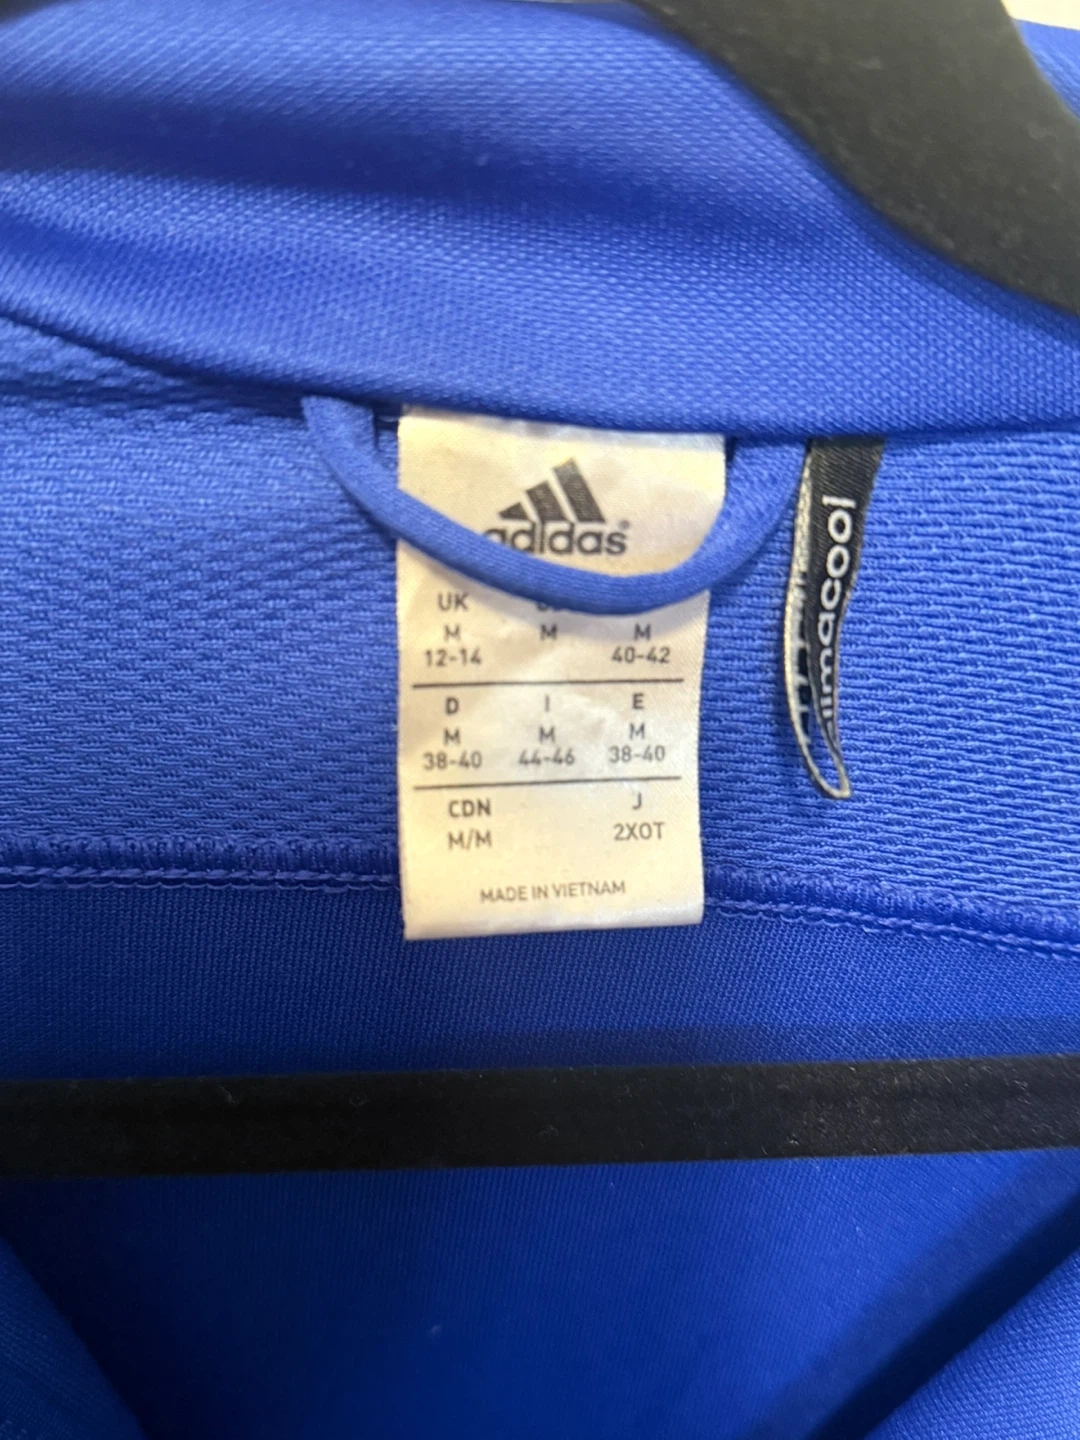 adidas®
UK
M M M
12-14 40-42
D I E
M M M
38-40 44-46 38-40
CDN J
M/M 2XOT
MADE IN VIETNAM
climacool